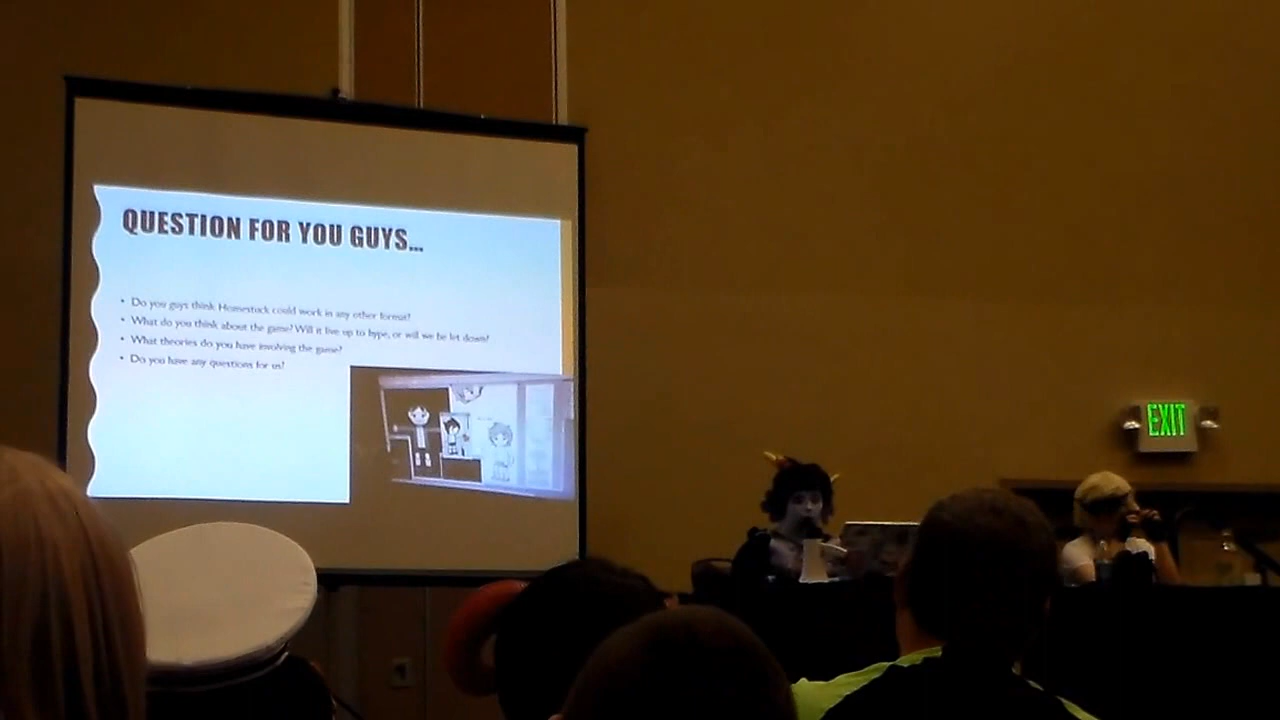 QUESTION FOR YOU GUYS...
• Do you guys think Homestuck could work in any other format?
• What do you think about the game? Will it live up to hype, or will we be let down?
• What theories do you have involving the game?
• Do you have any questions for us?
EXIT